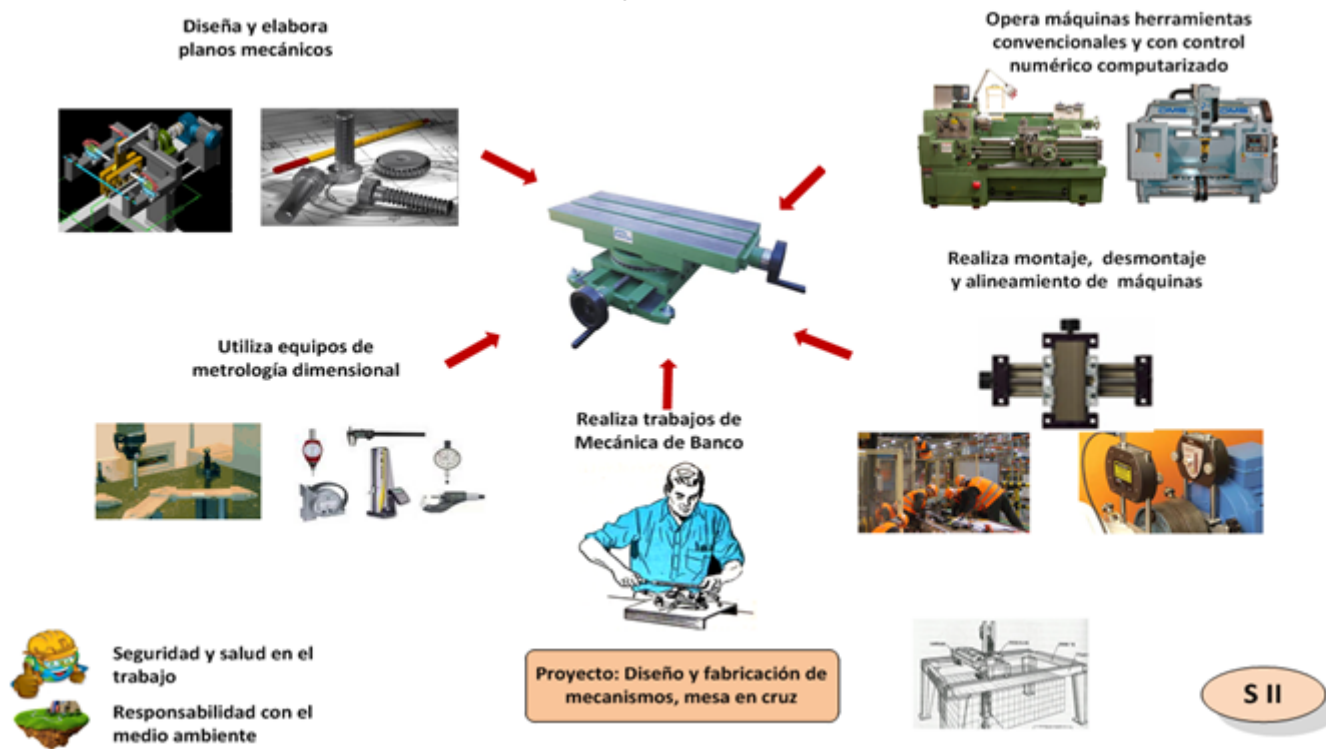 Diseña y elabora
planos mecánicos
Opera máquinas herramientas
convencionales y con control
numérico computarizado
Realiza montaje, desmontaje
y alineamiento de máquinas
Utiliza equipos de
metrología dimensional
Realiza trabajos de
Mecánica de Banco
Seguridad y salud en el
trabajo
Responsabilidad con el
medio ambiente
Proyecto: Diseño y fabricación de
mecanismos, mesa en cruz
S II